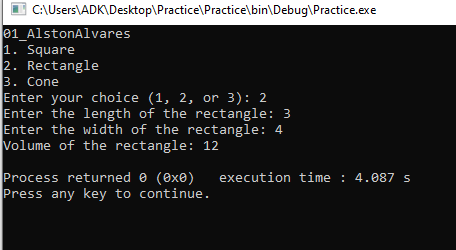 C:\Users\ADK\Desktop\Practice\Practice\bin\Debug\Practice.exe
01_AlstonAlvares
1. Square
2. Rectangle
3. Cone
Enter your choice (1, 2, or 3): 2
Enter the length of the rectangle: 3
Enter the width of the rectangle: 4
Volume of the rectangle: 12
Process returned 0 (0x0)   execution time : 4.087 s
Press any key to continue.